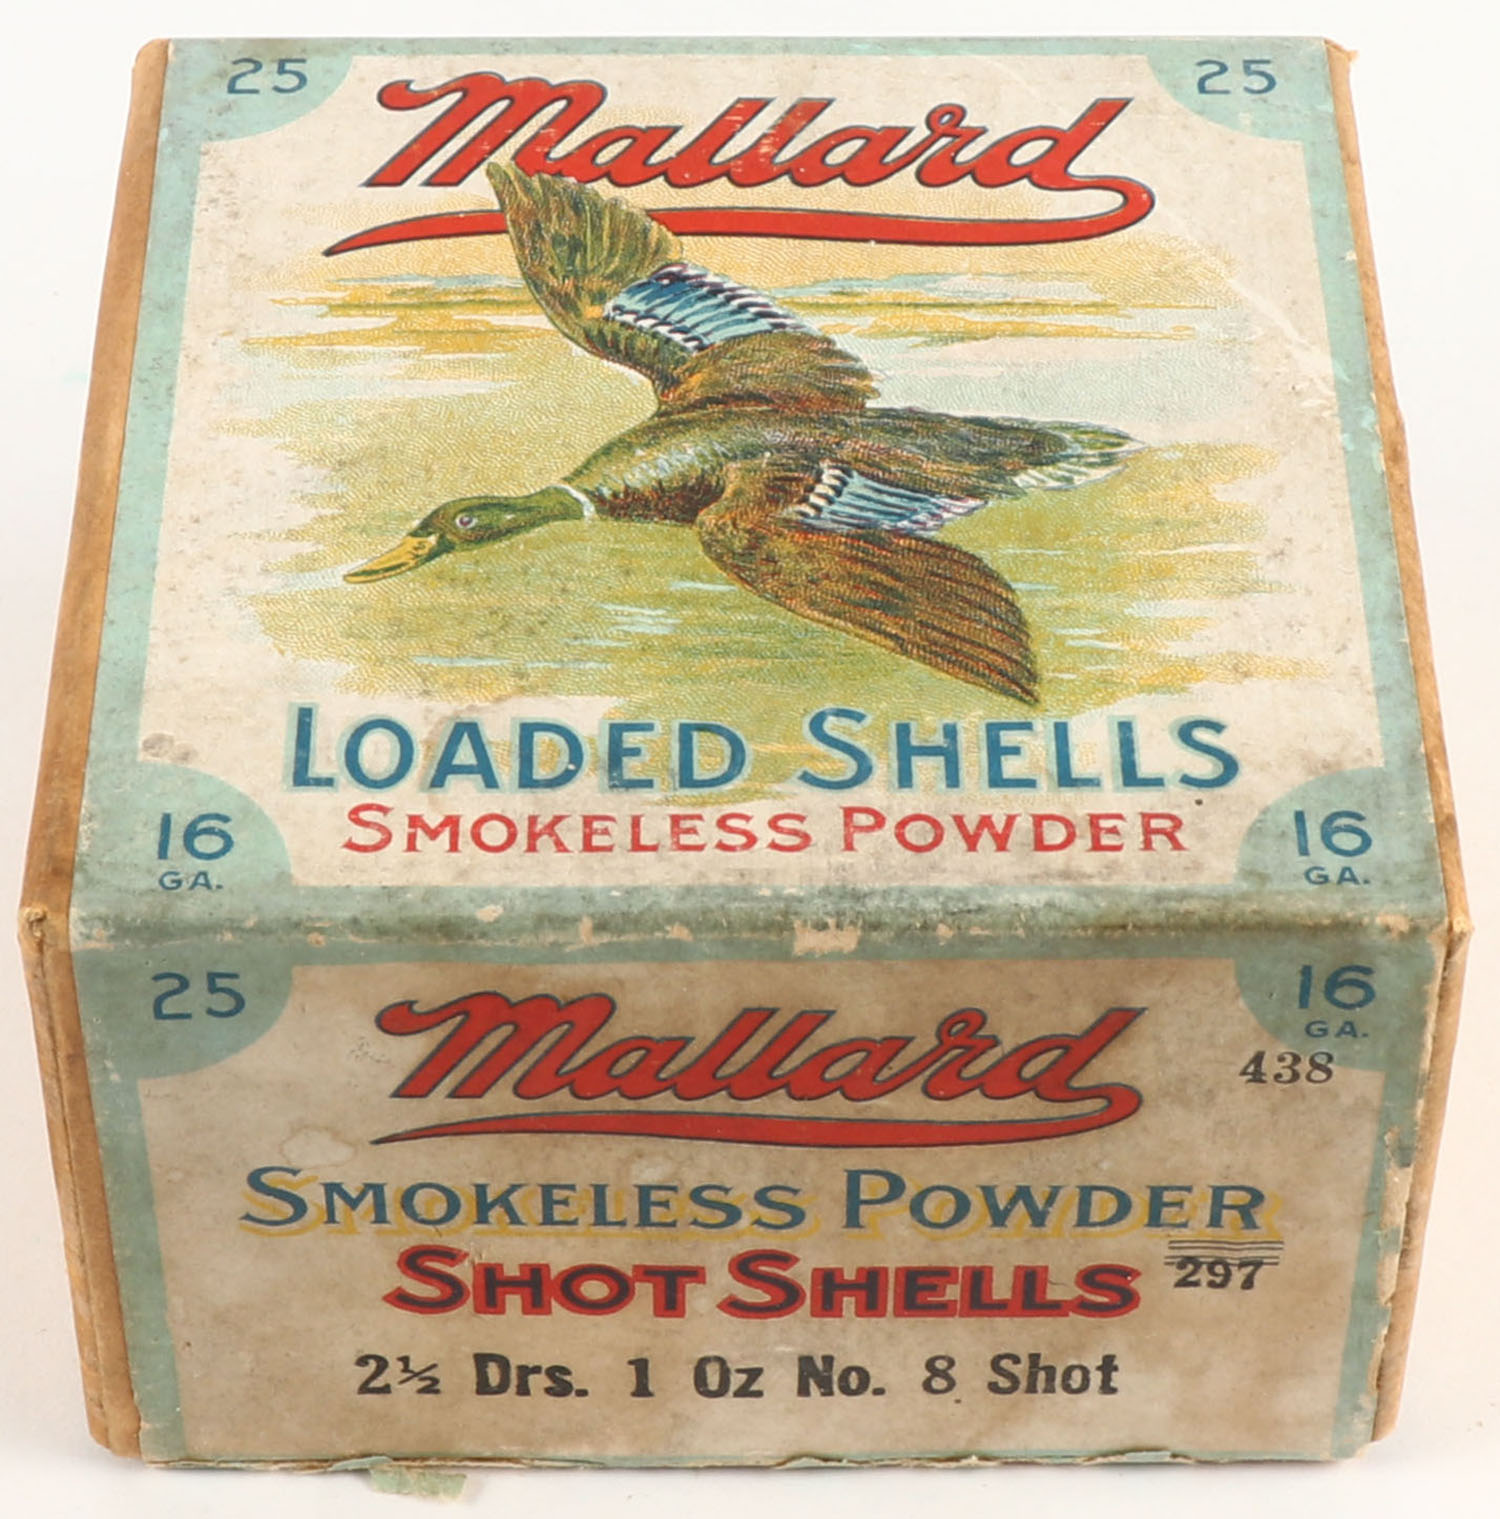 25 25
Mallard
LOADED SHELLS
SMOKELESS POWDER
16 16
GA. GA.
25 16
GA.
Mallard
438
SMOKELESS POWDER
SHOT SHELLS
297
2½ Drs. 1 Oz No. 8 Shot